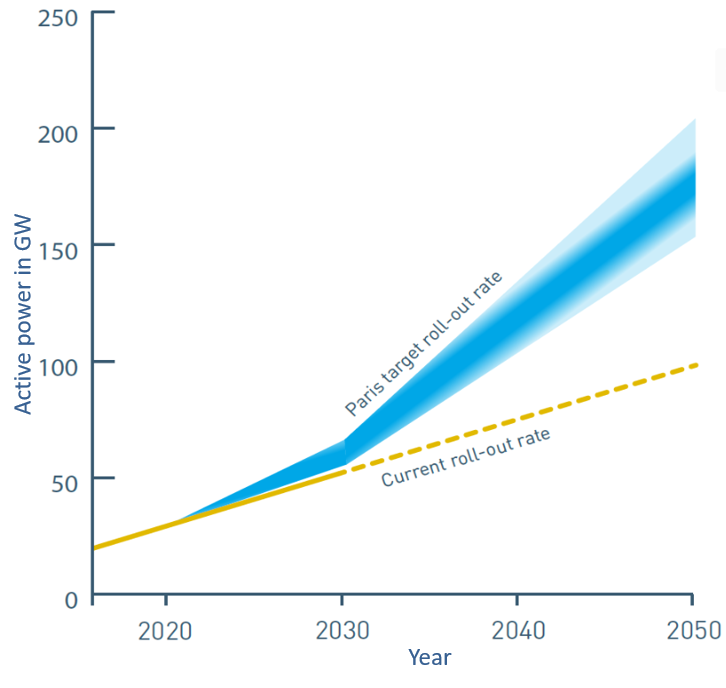 250
200
150
100
50
0
Active power in GW
Paris target roll-out rate
Current roll-out rate
2020
2030
2040
2050
Year